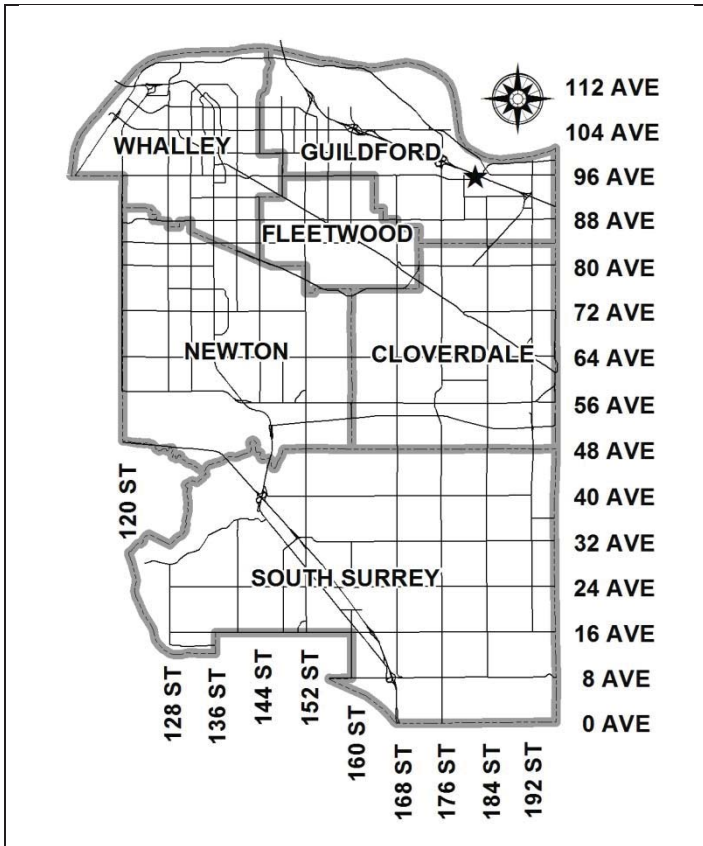 112 AVE
104 AVE
WHALLEY
GUILDFORD
96 AVE
88 AVE
FLEETWOOD
80 AVE
72 AVE
NEWTON
CLOVERDALE
64 AVE
56 AVE
48 AVE
120 ST
40 AVE
32 AVE
SOUTH SURREY
24 AVE
16 AVE
128 ST
136 ST
144 ST
152 ST
8 AVE
160 ST
0 AVE
168 ST
176 ST
184 ST
192 ST